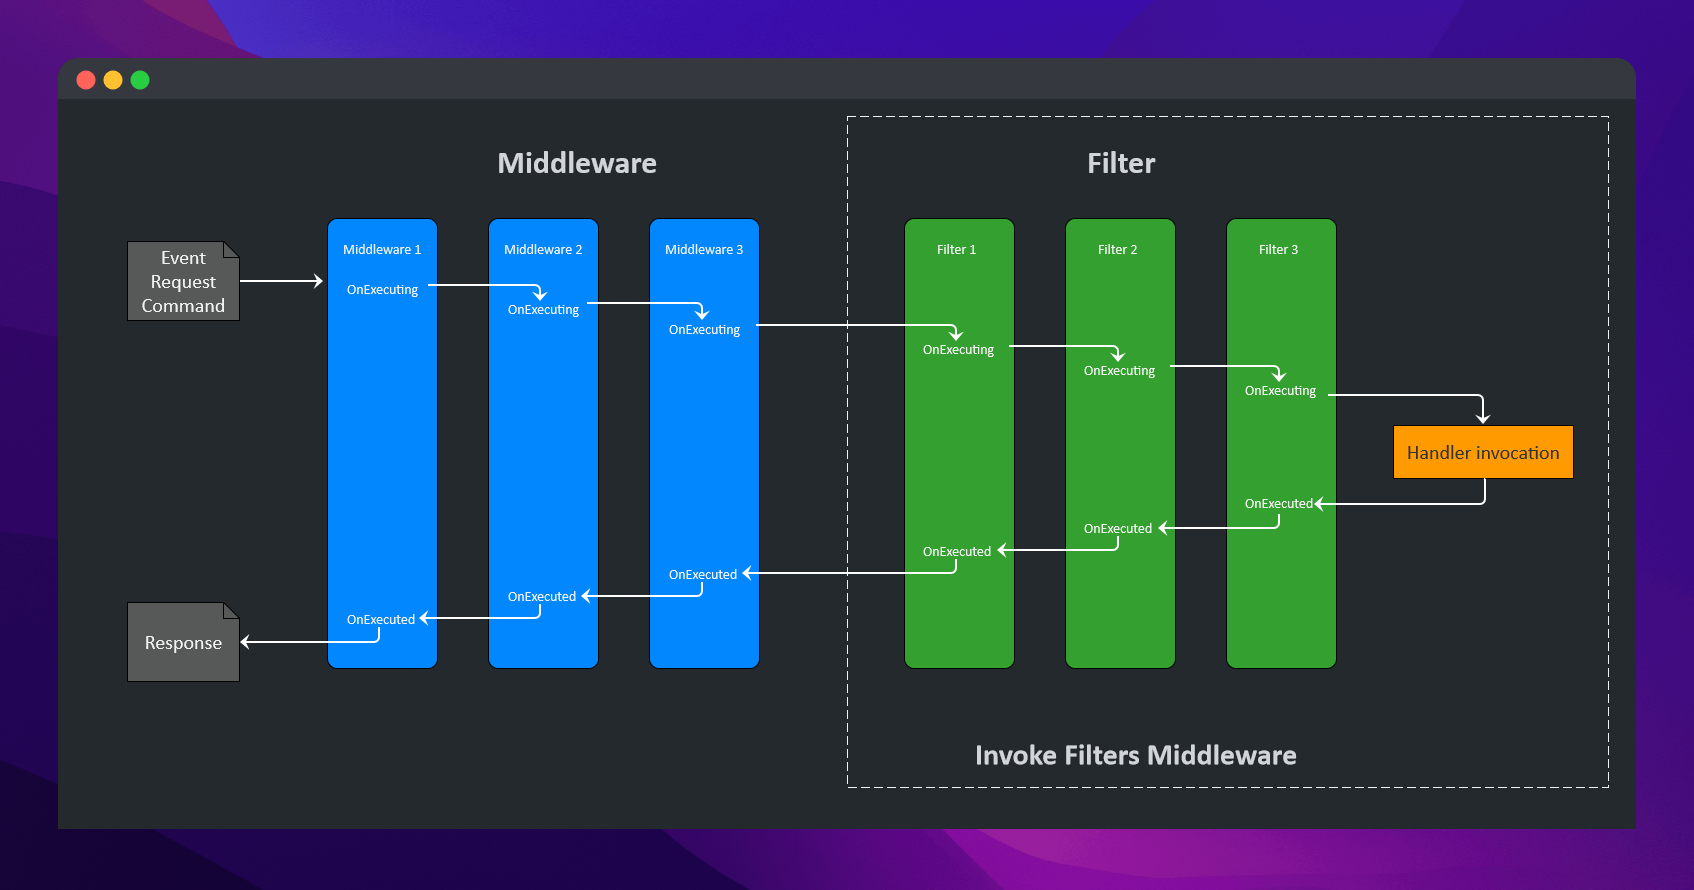 Middleware
Filter
Event
Request
Command
Middleware 1
Middleware 2
Middleware 3
Filter 1
Filter 2
Filter 3
OnExecuting
OnExecuting
OnExecuting
OnExecuting
OnExecuting
OnExecuting
Handler invocation
OnExecuted
OnExecuted
OnExecuted
OnExecuted
OnExecuted
OnExecuted
Response
Invoke Filters Middleware